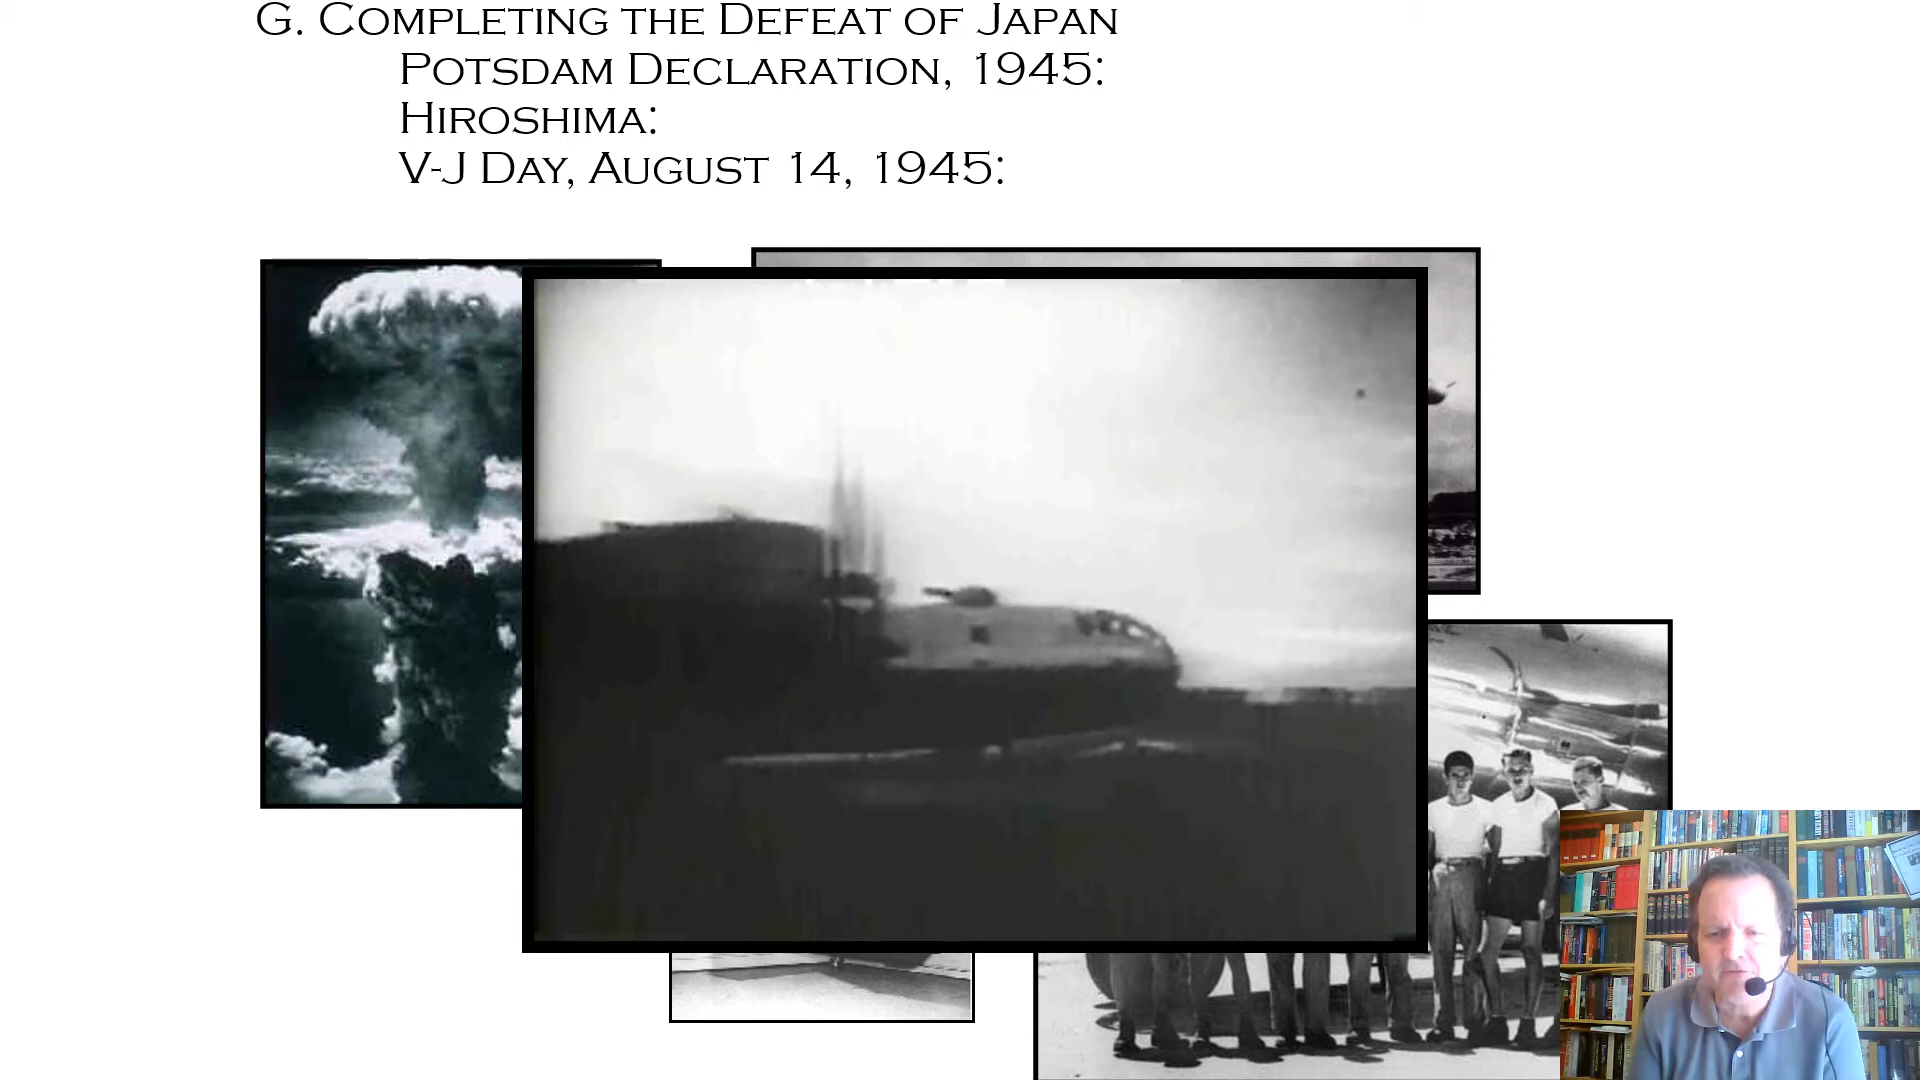 G. Completing the Defeat of Japan
Potsdam Declaration, 1945:
Hiroshima:
V-J Day, August 14, 1945: